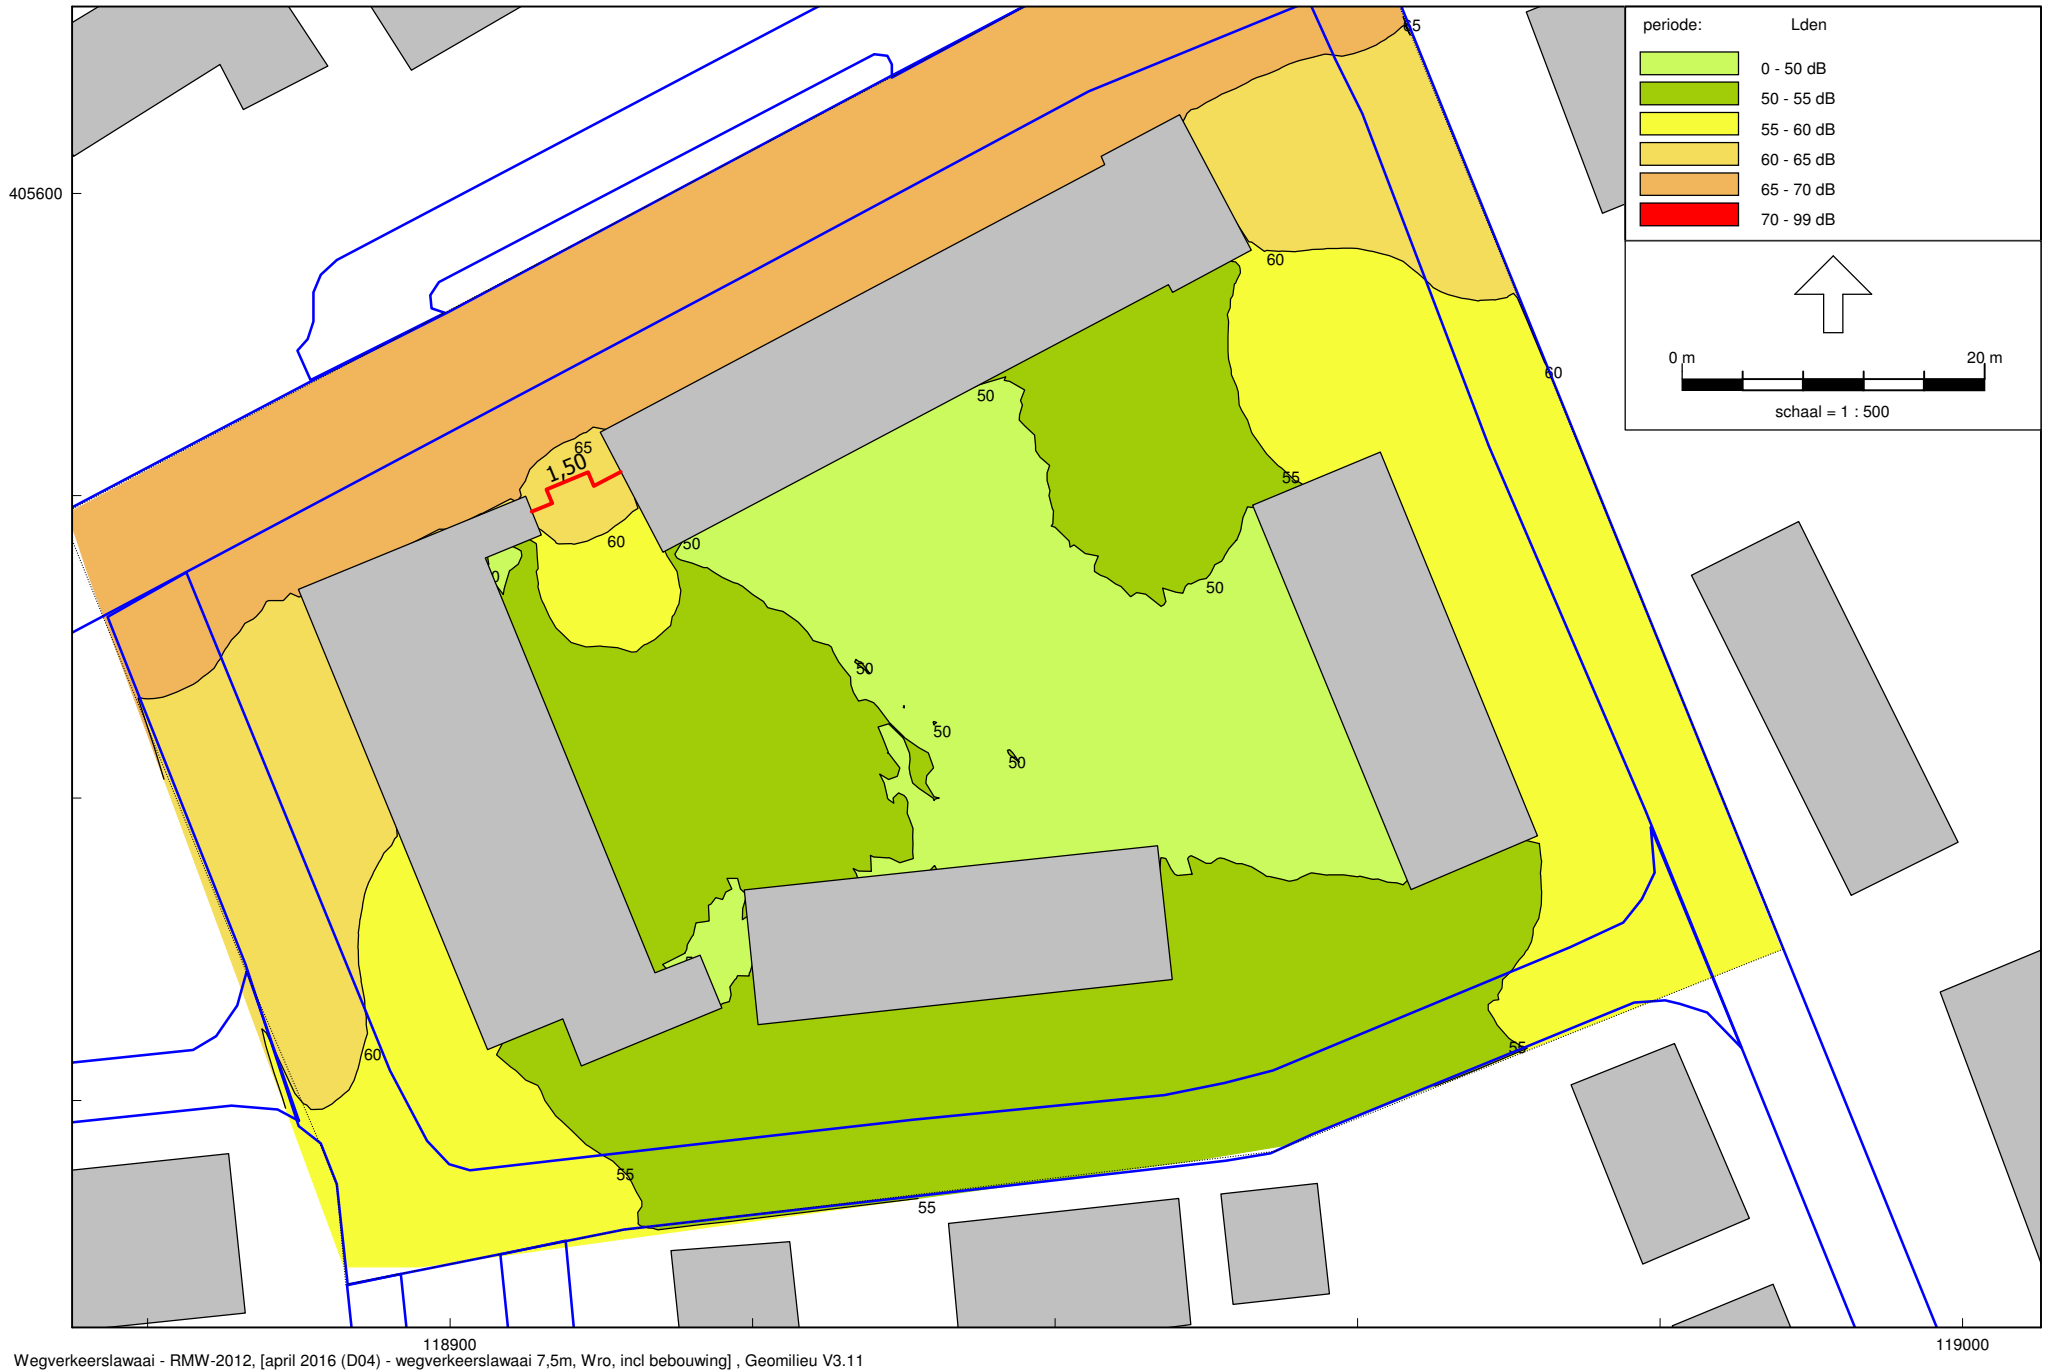 periode: Lden
0 - 50 dB
50 - 55 dB
55 - 60 dB
60 - 65 dB
65 - 70 dB
70 - 99 dB
0 m 20 m
schaal = 1 : 500
405600
65
60
60
50
65
1,50
55
60
50
0
50
50
50
50
60
55
55
55
118900 119000
Wegverkeerslawaai - RMW-2012, [april 2016 (D04) - wegverkeerslawaai 7,5m, Wro, incl bebouwing] , Geomilieu V3.11